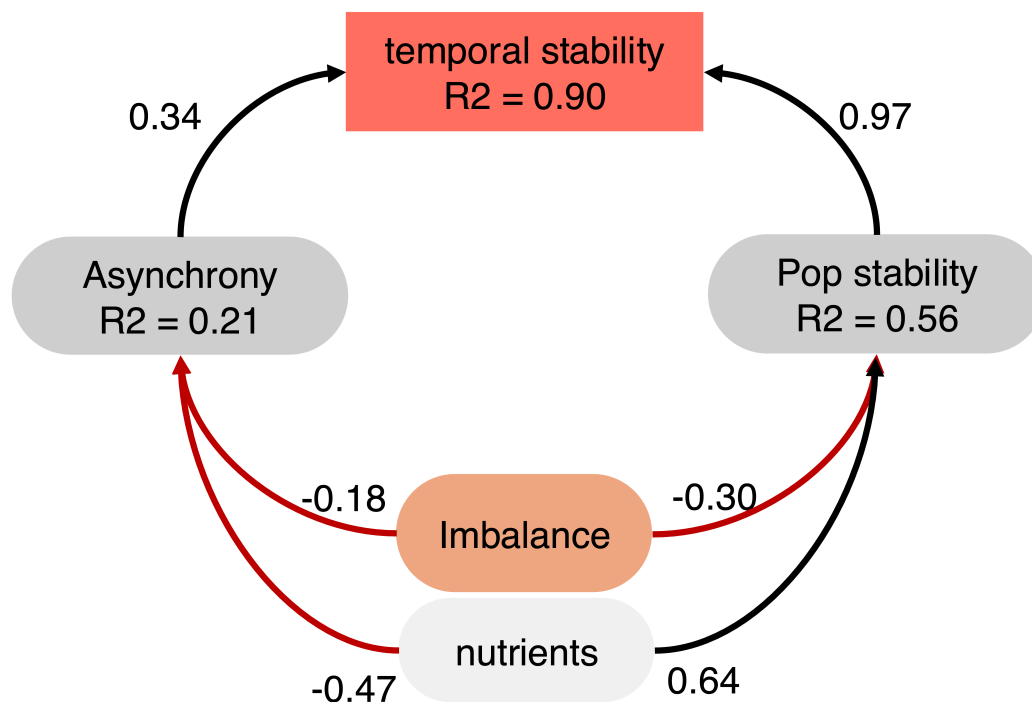 temporal stability
R2 = 0.90
0.34
0.97
Asynchrony
R2 = 0.21
Pop stability
R2 = 0.56
-0.18
-0.30
Imbalance
nutrients
-0.47
0.64